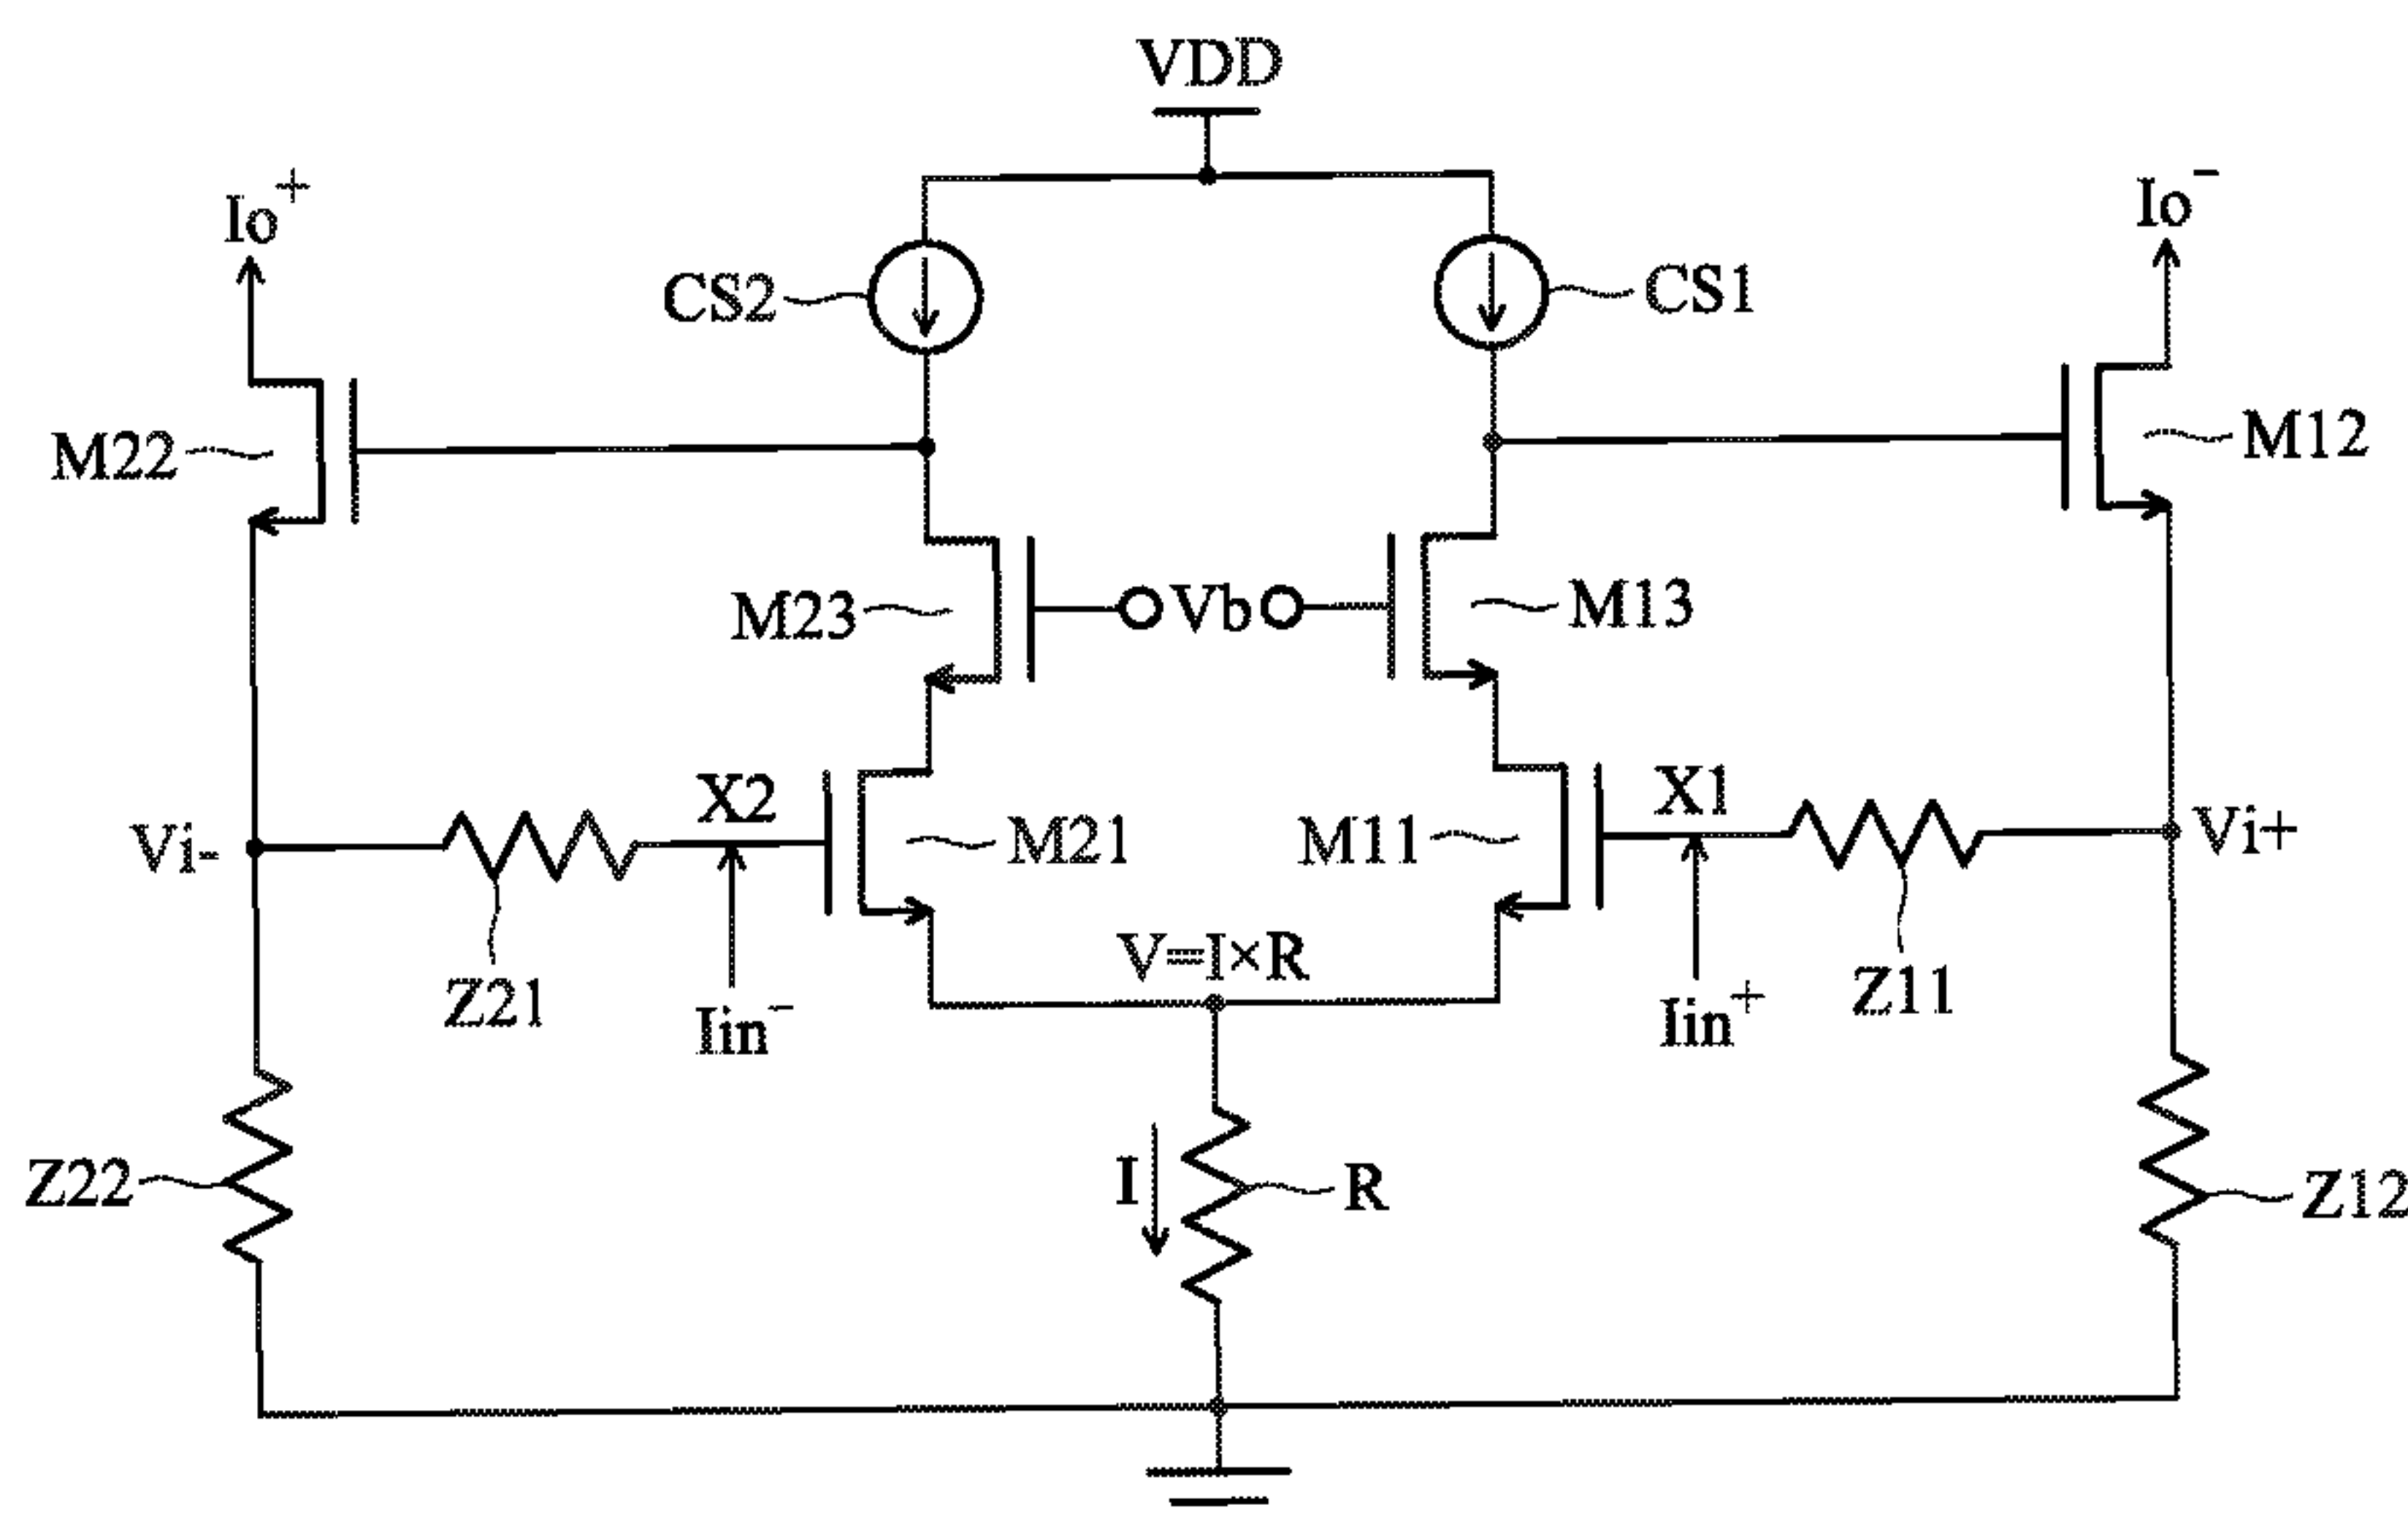 VDD
Io+
Io-
CS2
CS1
M22
M12
M23
Vb
M13
X2
X1
Vi-
M21
M11
Vi+
V=I×R
Z21
Iin-
Iin+
Z11
Z22
I
R
Z12